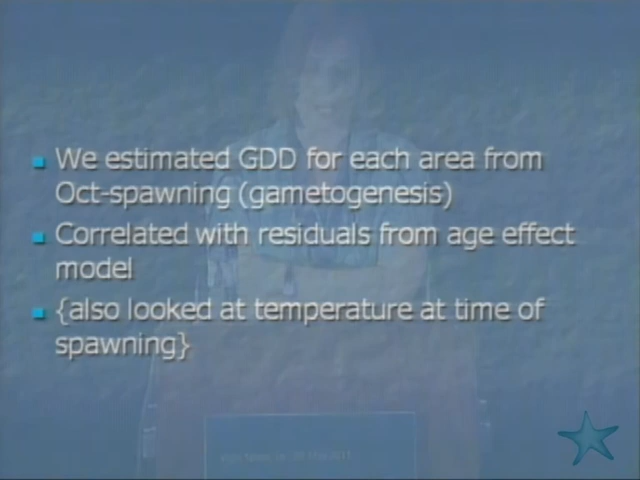 We estimated GDD for each area from
Oct-spawning (gametogenesis)
Correlated with residuals from age effect
model
{also looked at temperature at time of
spawning}